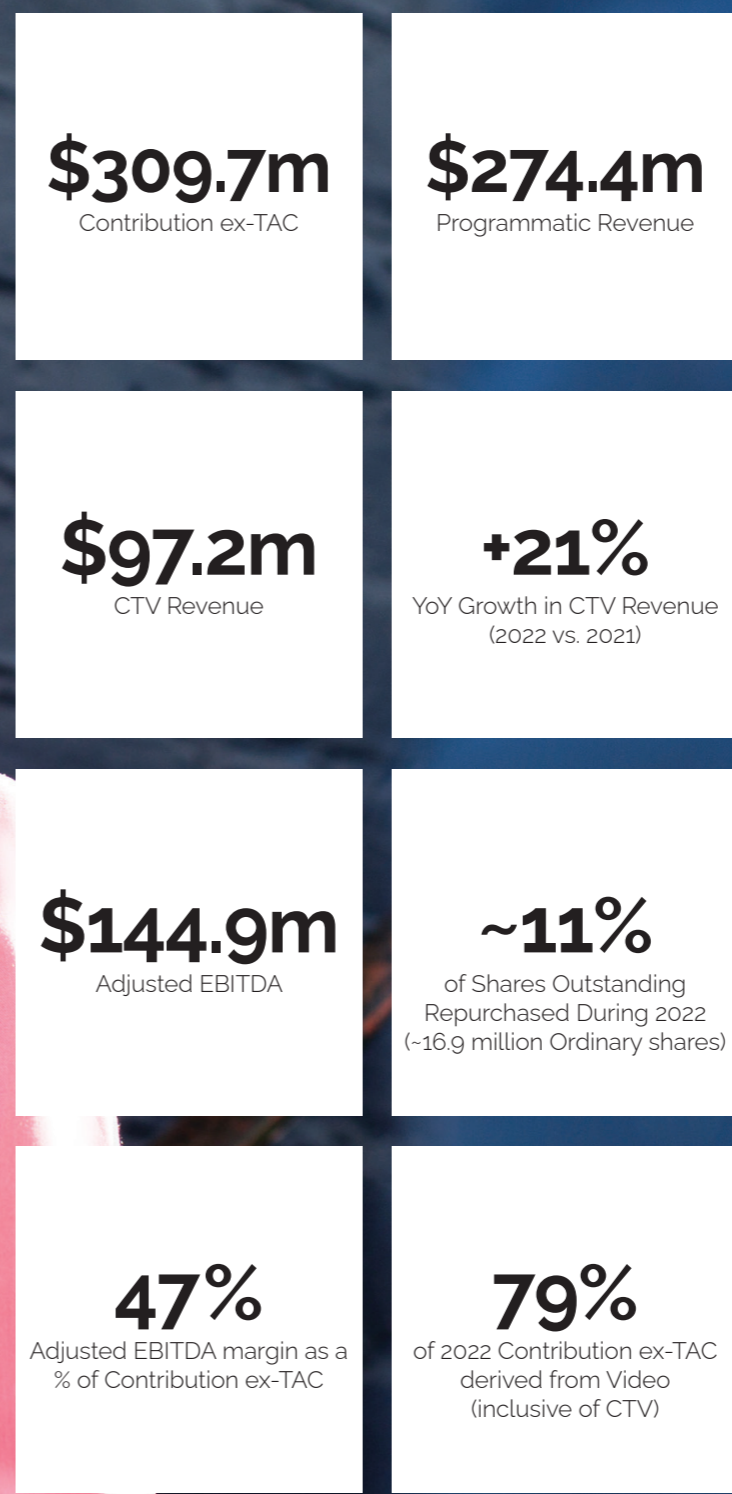 $309.7m
Contribution ex-TAC
$274.4m
Programmatic Revenue
$97.2m
CTV Revenue
+21%
YoY Growth in CTV Revenue
(2022 vs. 2021)
$144.9m
Adjusted EBITDA
~11%
of Shares Outstanding
Repurchased During 2022
(~16.9 million Ordinary shares)
47%
Adjusted EBITDA margin as a
% of Contribution ex-TAC
79%
of 2022 Contribution ex-TAC
derived from Video
(inclusive of CTV)